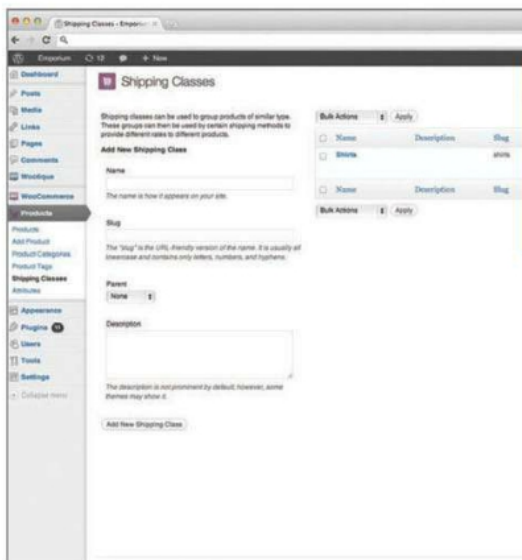 Shipping Classes - Emporium
Emporium 12 + New
Dashboard
Posts
Media
Links
Pages
Comments
Wootique
WooCommerce
Products
Products
Add Product
Product Categories
Product Tags
Shipping Classes
Attributes
Appearance
Plugins
Users
Tools
Settings
Collapse menu
Shipping Classes
Shipping classes can be used to group products of similar type.
These groups can then be used by certain shipping methods to
provide different rates to different products.
Add New Shipping Class
Name
The name is how it appears on your site.
Slug
The "slug" is the URL-friendly version of the name. It is usually all
lowercase and contains only letters, numbers, and hyphens.
Parent
None
Description
The description is not prominent by default; however, some
themes may show it.
Add New Shipping Class
Bulk Actions Apply
Name Description Slug
Shirts shirts
Name Description Slug
Bulk Actions Apply